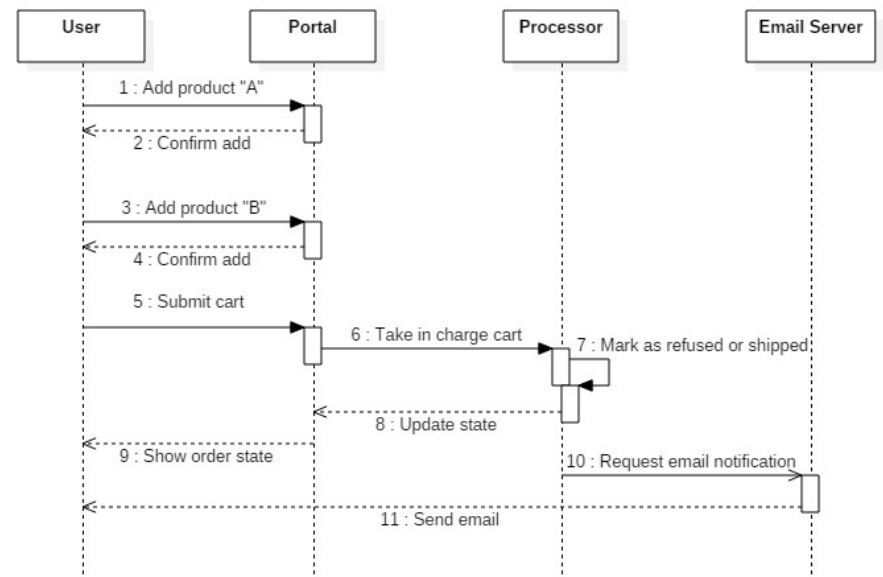 User
Portal
Processor
Email Server
1 : Add product "A"
2 : Confirm add
3 : Add product "B"
4 : Confirm add
5 : Submit cart
6 : Take in charge cart
7 : Mark as refused or shipped
8 : Update state
9 : Show order state
10 : Request email notification
11 : Send email